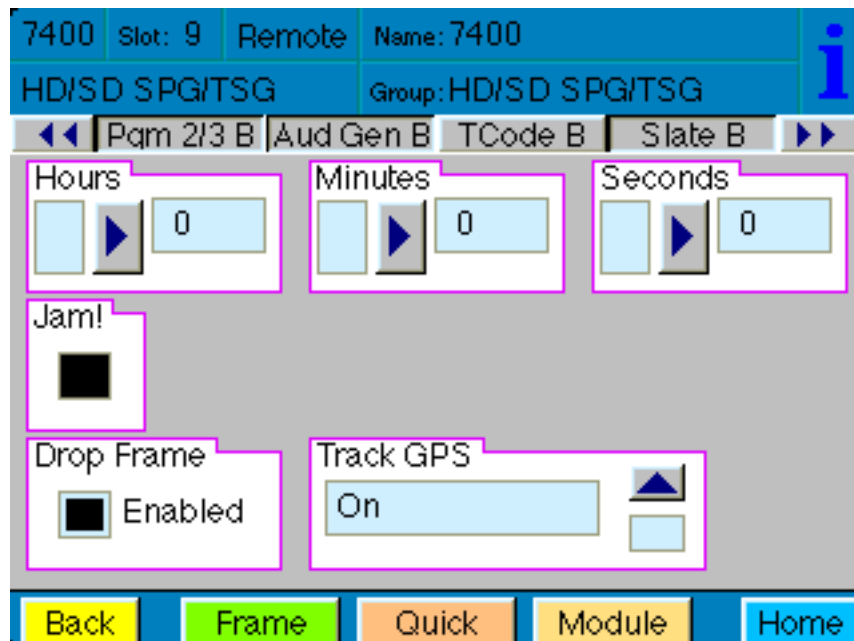 7400 Slot: 9 Remote Name: 7400
HD/SD SPG/TSG Group: HD/SD SPG/TSG
i
Pqm 2/3 B Aud Gen B TCode B Slate B
Hours Minutes Seconds
0 0 0
Jam!
Drop Frame Track GPS
Enabled On
Back Frame Quick Module Home